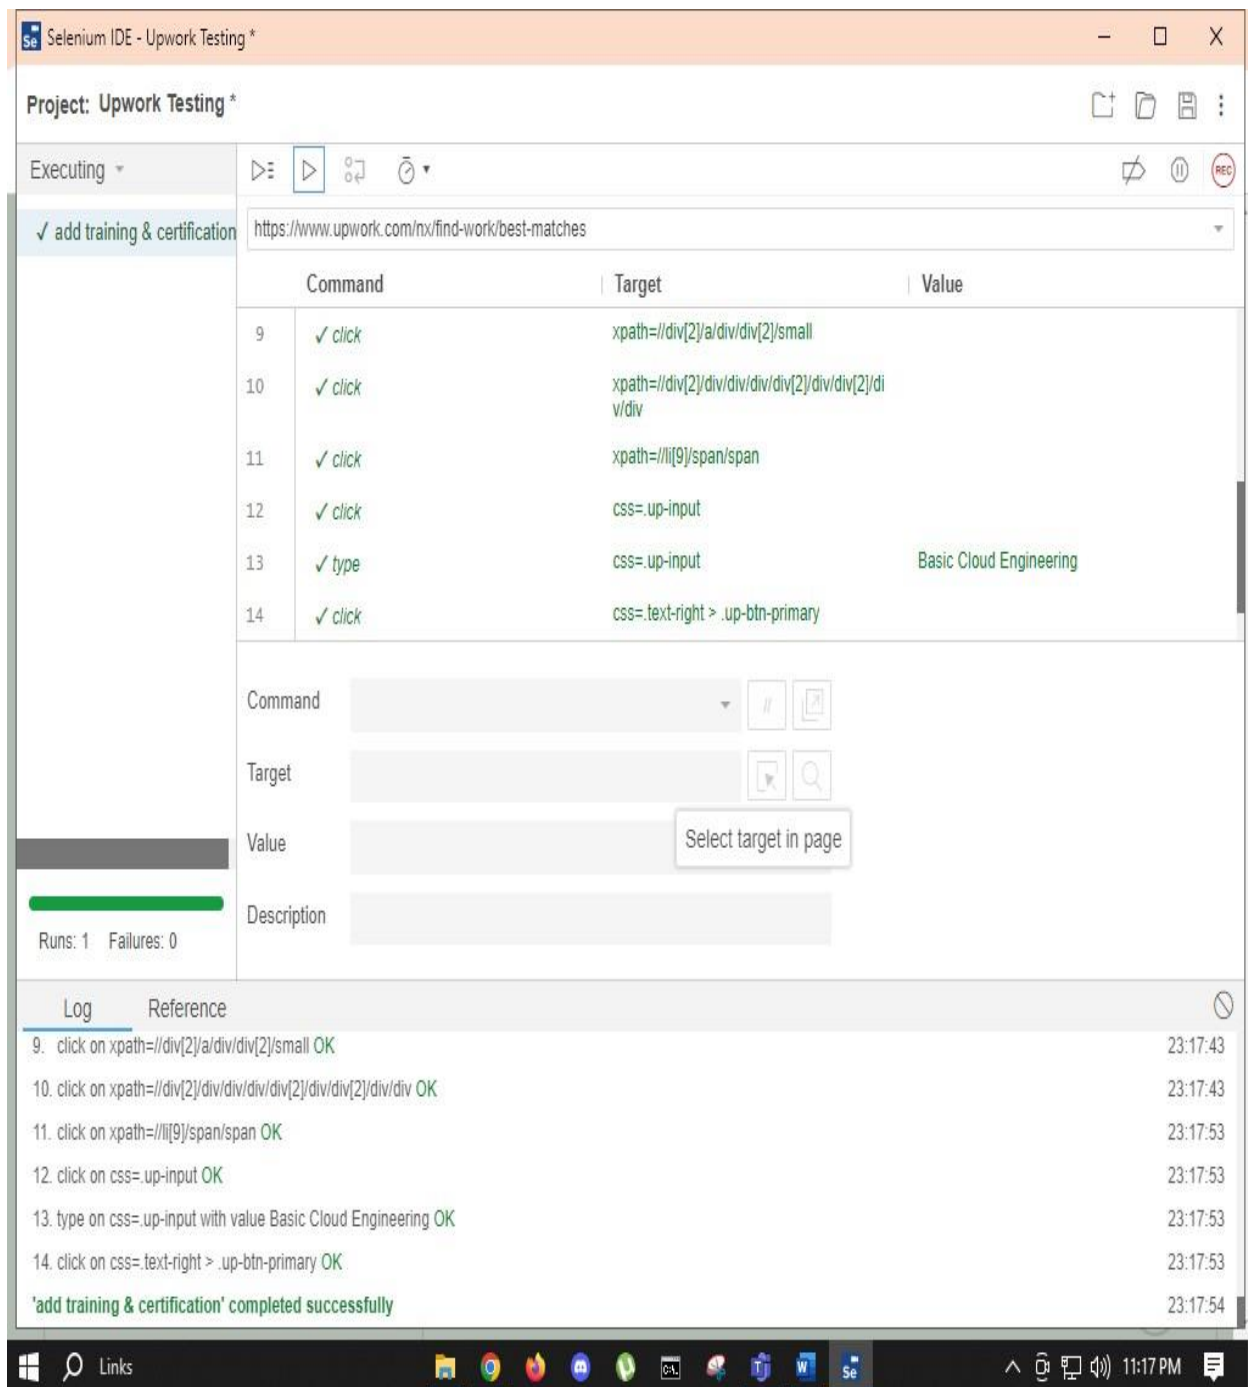 Se Selenium IDE - Upwork Testing *
Project: Upwork Testing *
Executing
REC
✓ add training & certification
https://www.upwork.com/nx/find-work/best-matches
Command Target Value
9 ✓ click xpath=//div[2]/a/div/div[2]/small
10 ✓ click xpath=//div[2]/div/div/div/div[2]/div/div[2]/di
v/div
11 ✓ click xpath=//li[9]/span/span
12 ✓ click css=.up-input
13 ✓ type css=.up-input Basic Cloud Engineering
14 ✓ click css=.text-right > .up-btn-primary
Command //
Target
Select target in page
Value
Description
Runs: 1 Failures: 0
Log Reference
9. click on xpath=//div[2]/a/div/div[2]/small OK 23:17:43
10. click on xpath=//div[2]/div/div/div/div[2]/div/div[2]/div/div OK 23:17:43
11. click on xpath=//li[9]/span/span OK 23:17:53
12. click on css=.up-input OK 23:17:53
13. type on css=.up-input with value Basic Cloud Engineering OK 23:17:53
14. click on css=.text-right > .up-btn-primary OK 23:17:53
'add training & certification' completed successfully 23:17:54
Links C:\. W Se 11:17 PM